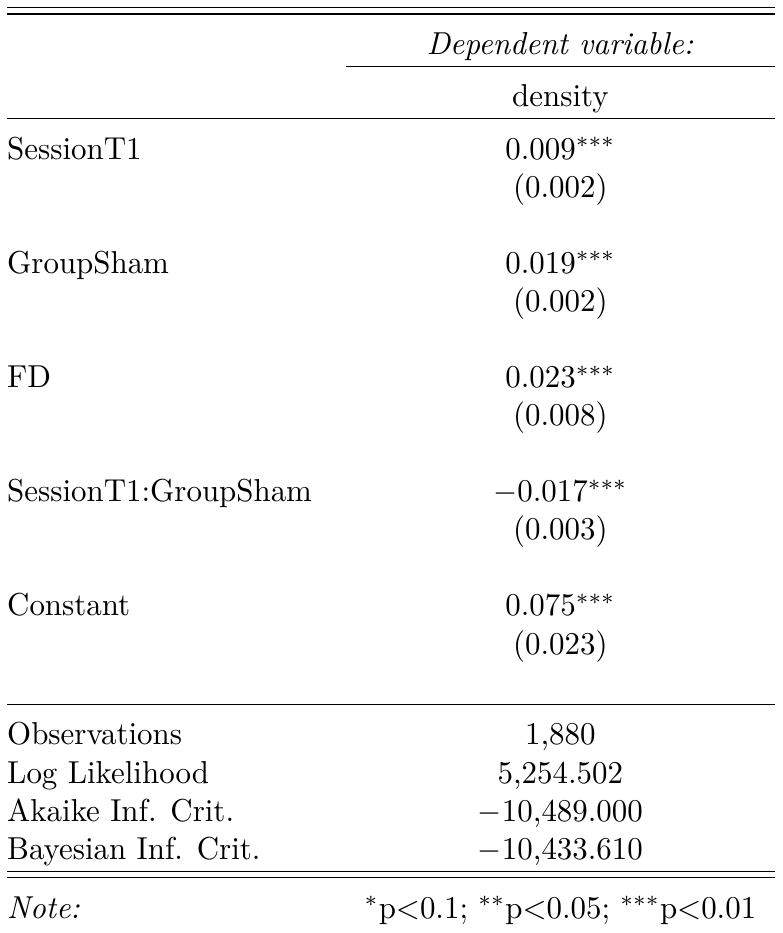 Dependent variable:
density
SessionT1 0.009***
(0.002)
GroupSham 0.019***
(0.002)
FD 0.023***
(0.008)
SessionT1:GroupSham −0.017***
(0.003)
Constant 0.075***
(0.023)
Observations 1,880
Log Likelihood 5,254.502
Akaike Inf. Crit. −10,489.000
Bayesian Inf. Crit. −10,433.610
Note: *p<0.1; **p<0.05; ***p<0.01